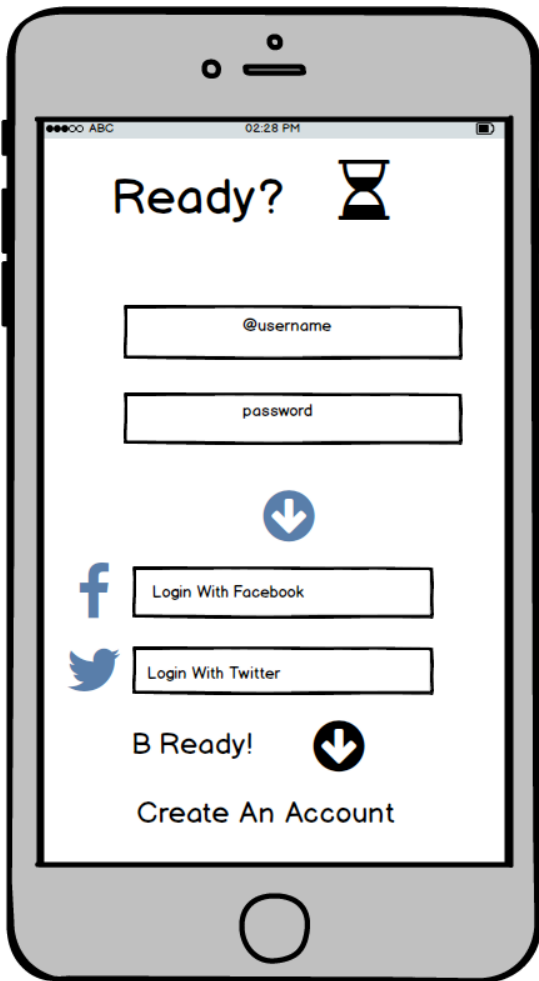 ABC 02:28 PM
Ready?
@username
password
Login With Facebook
Login With Twitter
B Ready!
Create An Account